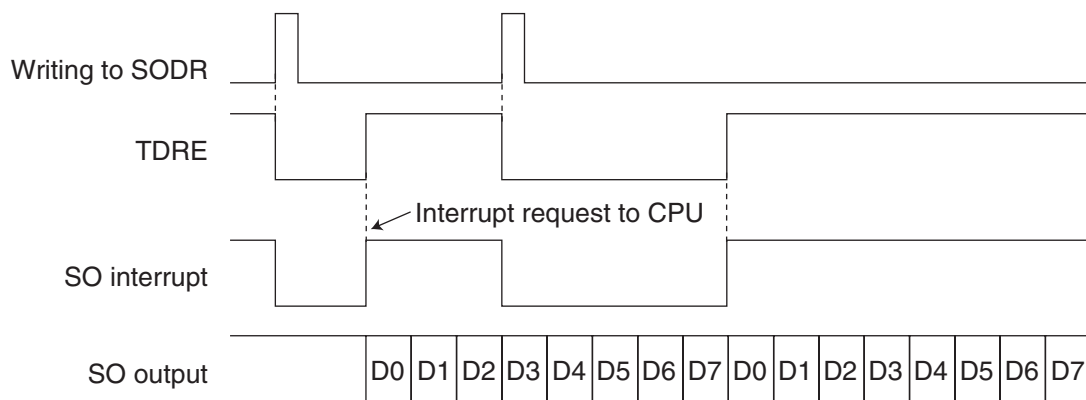 Writing to SODR
TDRE
Interrupt request to CPU
SO interrupt
SO output D0 D1 D2 D3 D4 D5 D6 D7 D0 D1 D2 D3 D4 D5 D6 D7